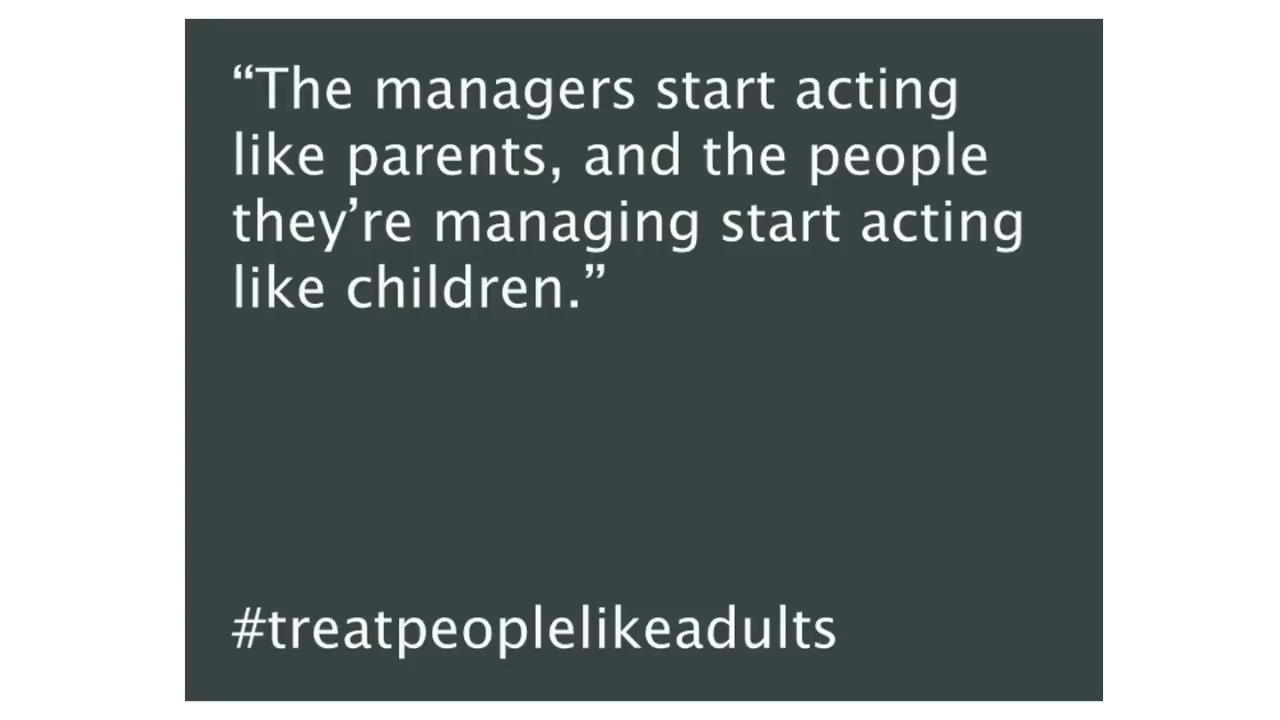 “The managers start acting
like parents, and the people
they’re managing start acting
like children.”
#treatpeoplelikeadults